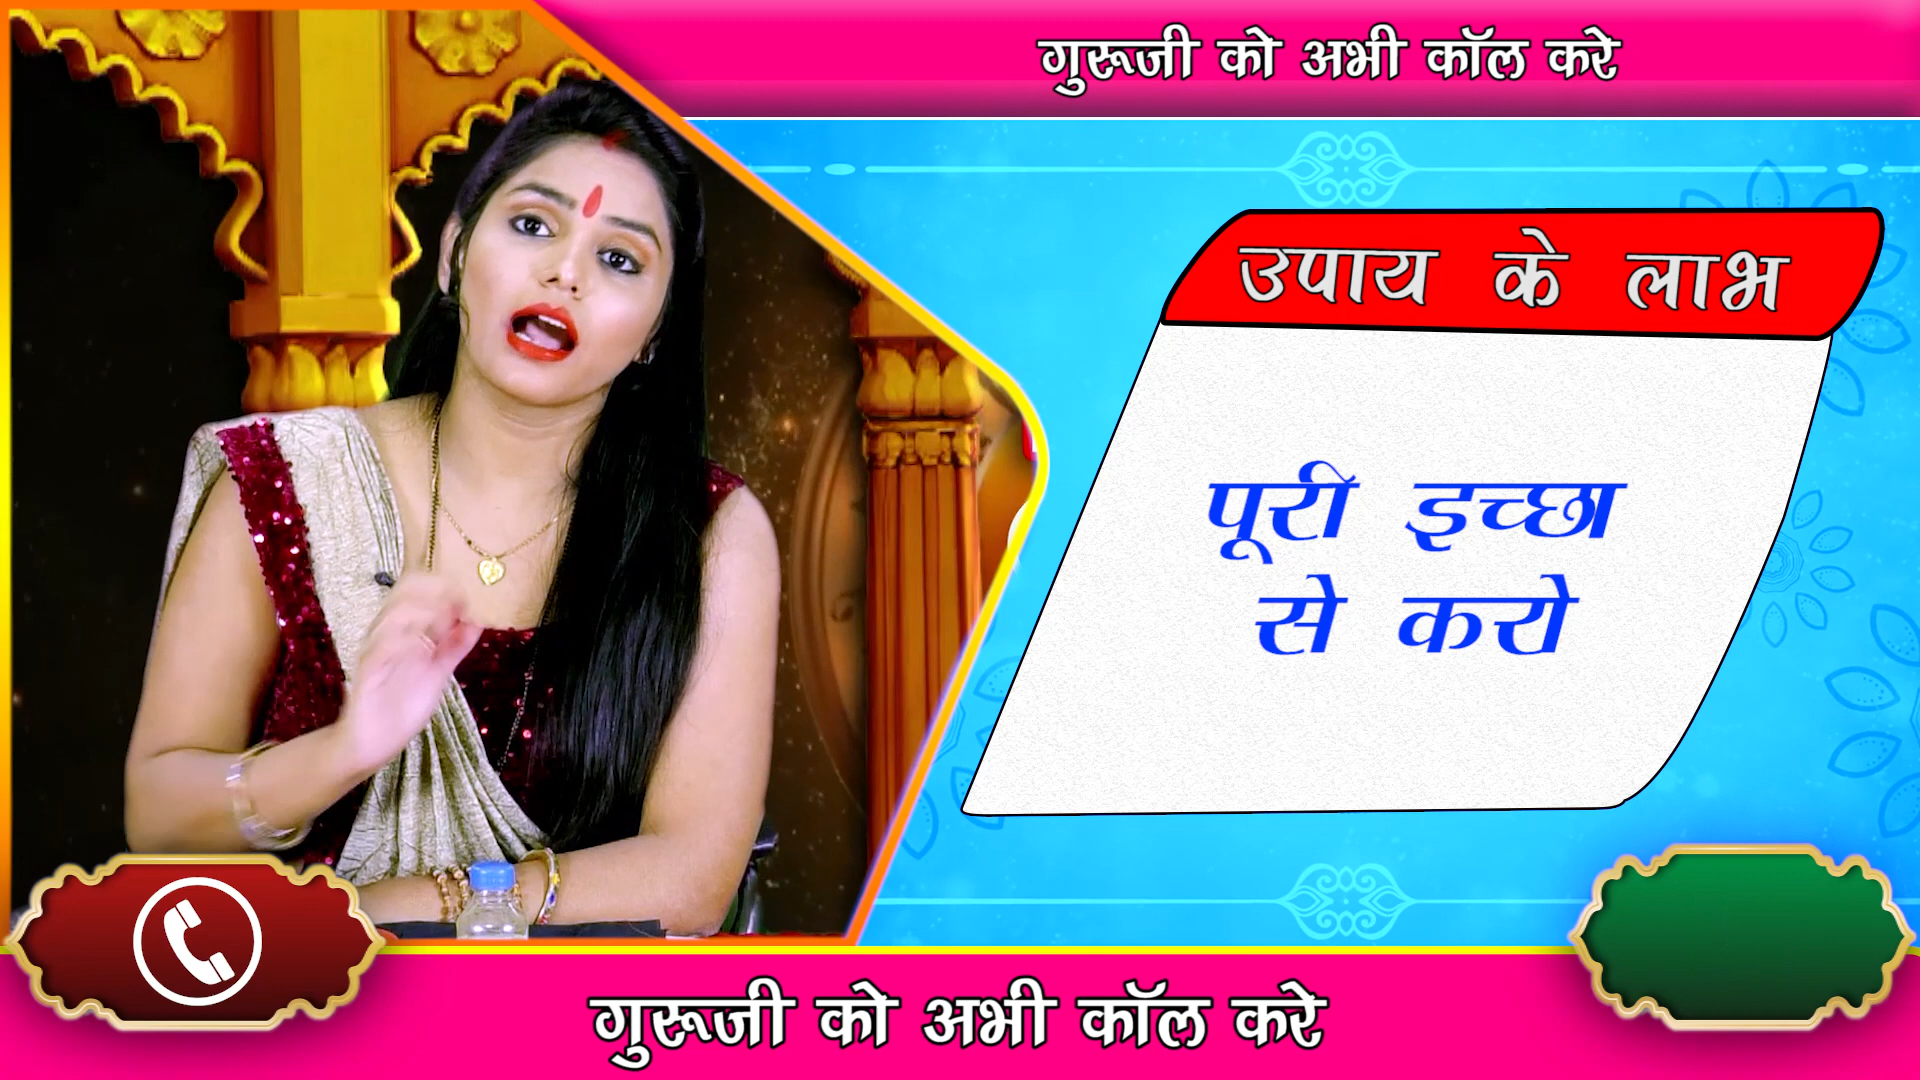 गुरूजी को अभी कॉल करे
उपाय के लाभ
पूरी इच्छा
से करो
गुरूजी को अभी कॉल करे